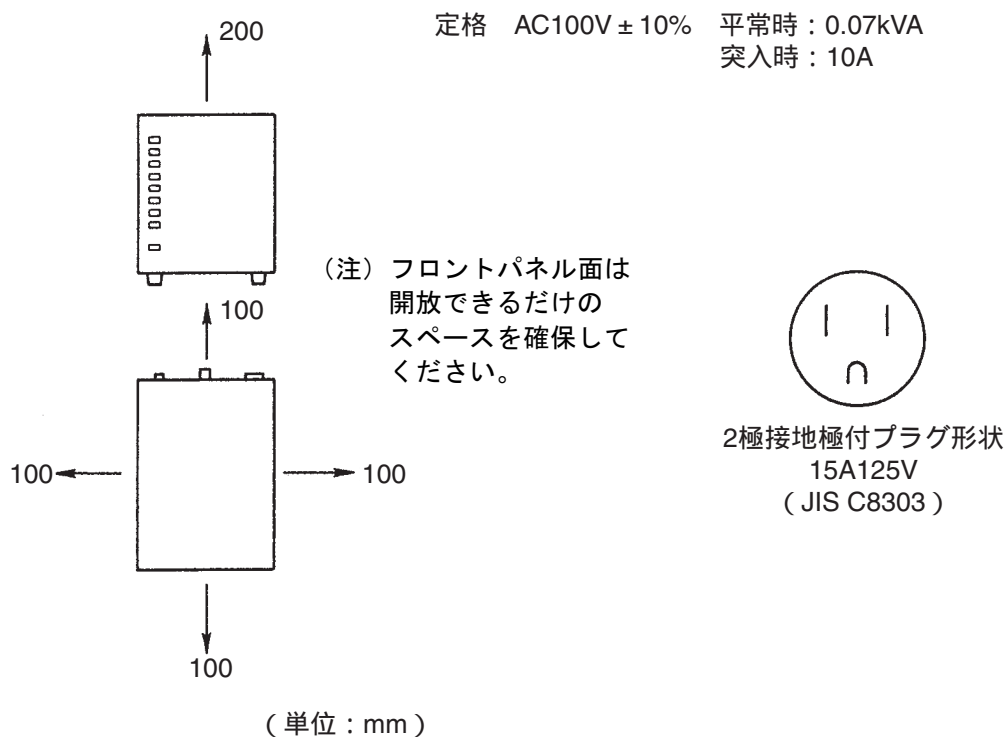 定格　AC100V ± 10%　平常時：0.07kVA
突入時：10A
200
（注）フロントパネル面は
開放できるだけの
スペースを確保して
ください。
100
100
100
100
2極接地極付プラグ形状
15A125V
（JIS C8303）
（単位：mm）